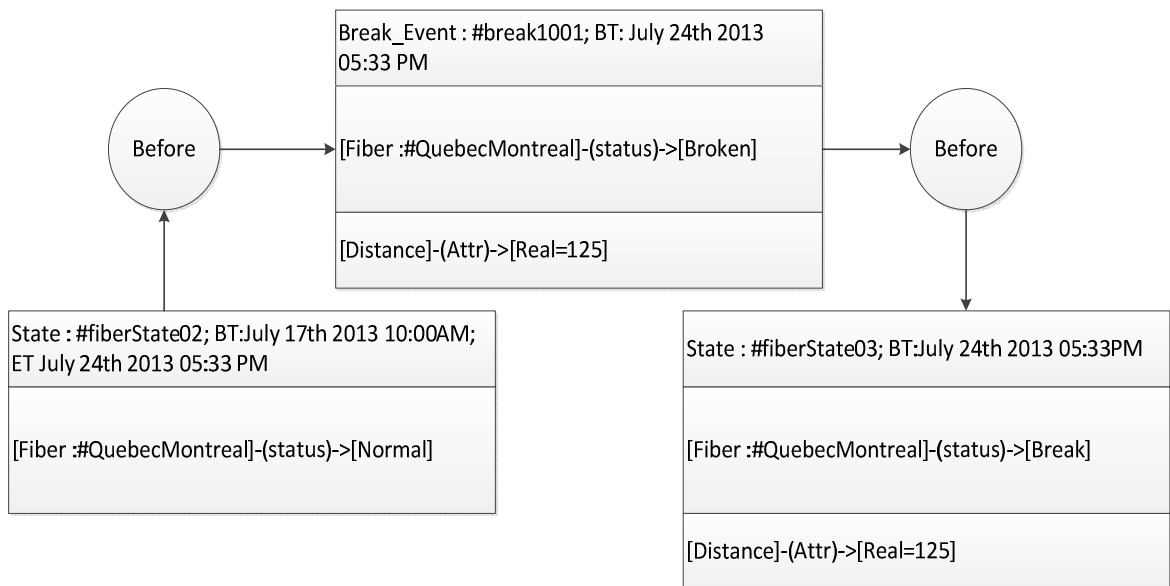 Break_Event : #break1001; BT: July 24th 2013
05:33 PM
Before
[Fiber :#QuebecMontreal]-(status)->[Broken]
Before
[Distance]-(Attr)->[Real=125]
State : #fiberState02; BT:July 17th 2013 10:00AM;
ET July 24th 2013 05:33 PM
[Fiber :#QuebecMontreal]-(status)->[Normal]
State : #fiberState03; BT:July 24th 2013 05:33PM
[Fiber :#QuebecMontreal]-(status)->[Break]
[Distance]-(Attr)->[Real=125]